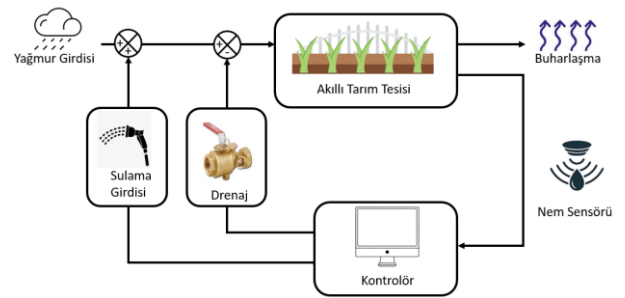 Yağmur Girdisi
+
+
+
-
Akıllı Tarım Tesisi
Buharlaşma
Sulama
Girdisi
Drenaj
Nem Sensörü
Kontrolör